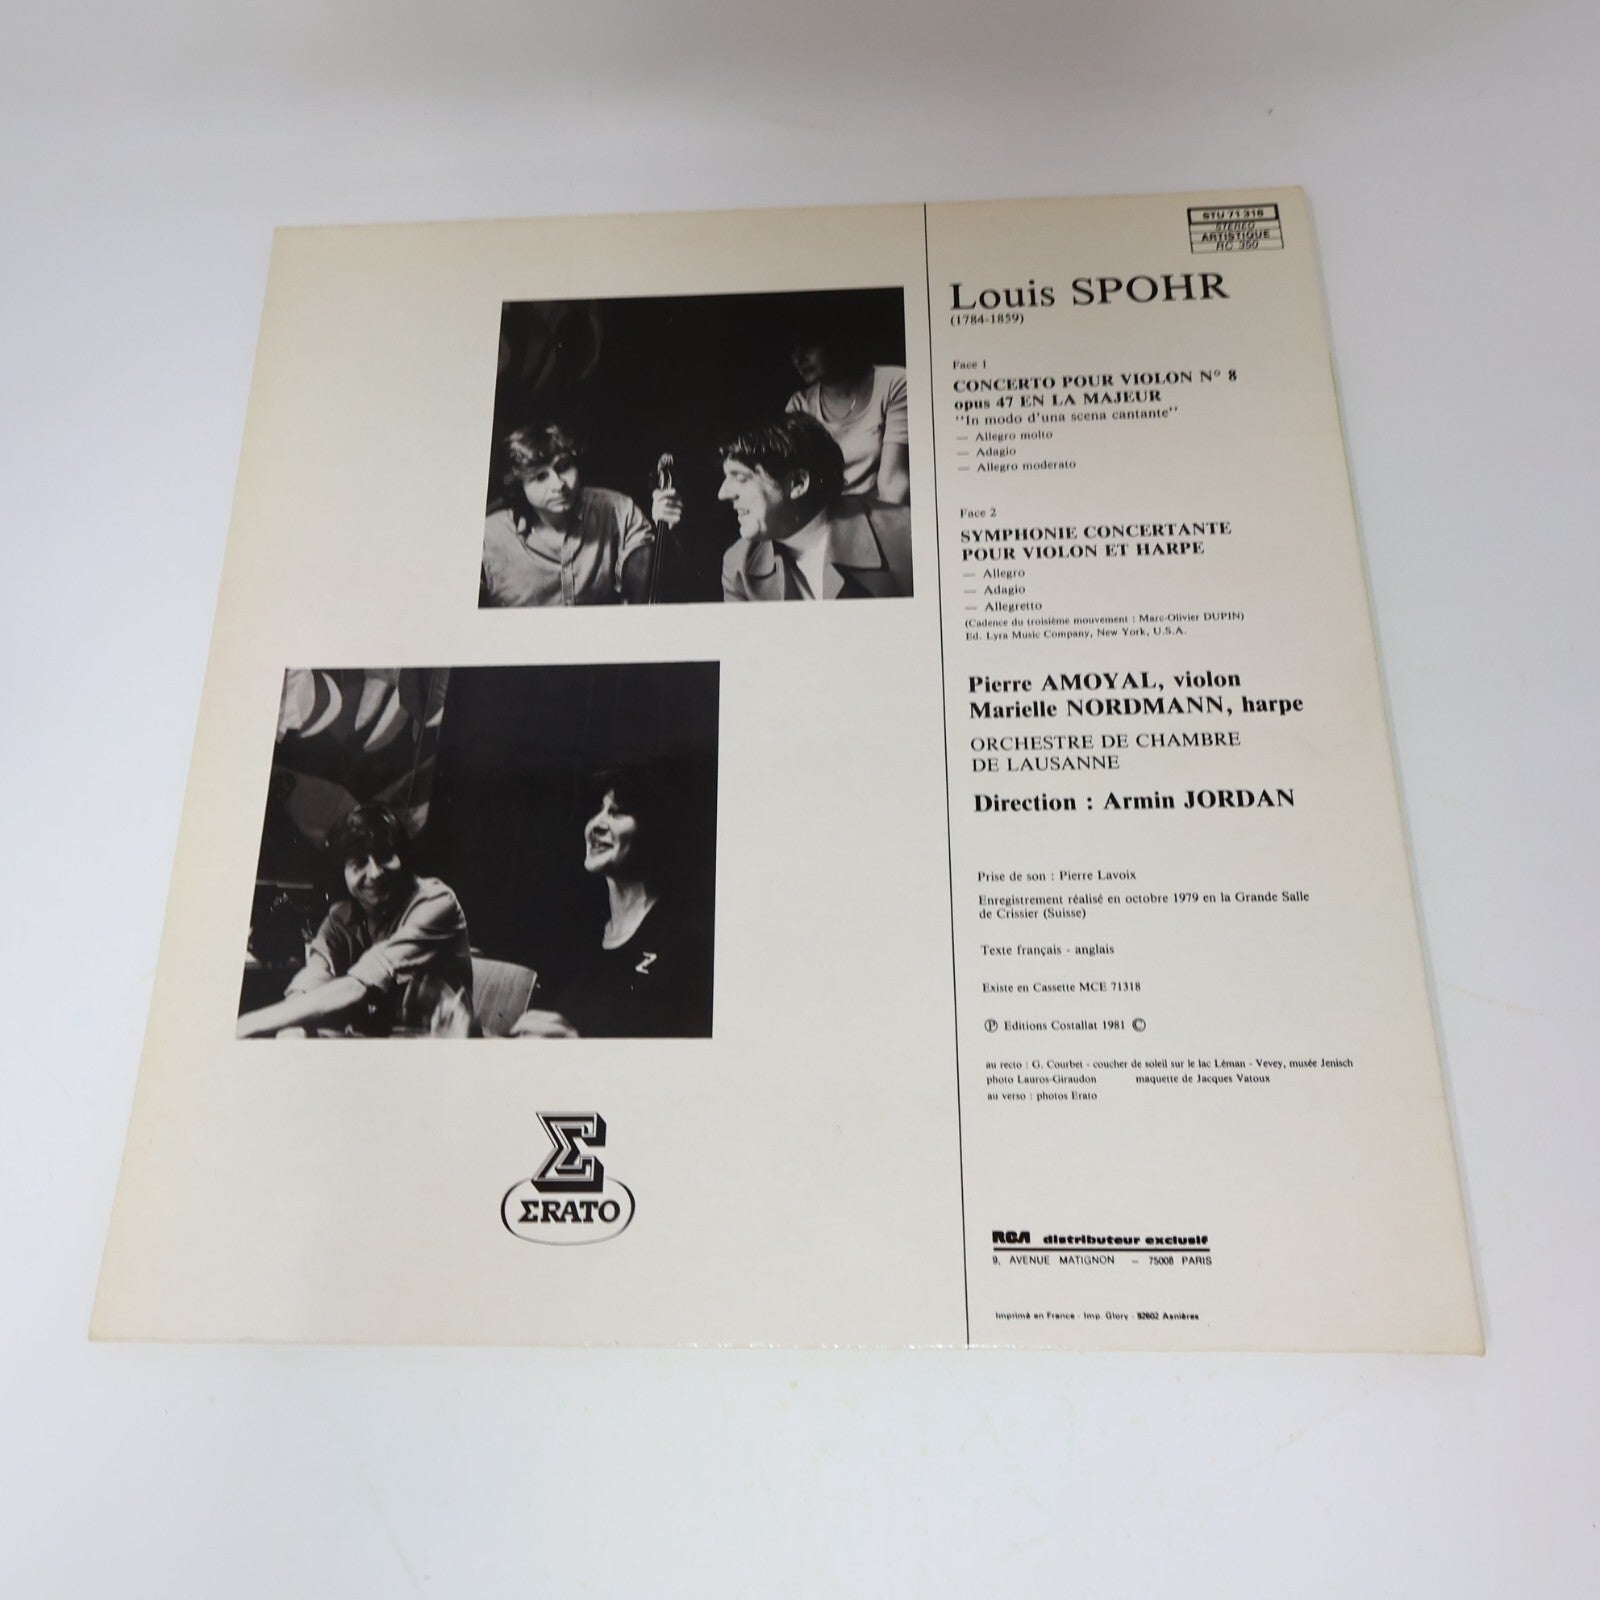 STU 71 318
STEREO
ARTISTIQUE
RC 350
Louis SPOHR
(1784-1859)
Face 1
CONCERTO POUR VIOLON N° 8
opus 47 EN LA MAJEUR
"In modo d'una scena cantante"
— Allegro molto
— Adagio
— Allegro moderato
Face 2
SYMPHONIE CONCERTANTE
POUR VIOLON ET HARPE
— Allegro
— Adagio
— Allegretto
(Cadence du troisième mouvement : Marc-Olivier DUPIN)
Ed. Lyra Music Company, New York, U.S.A.
Pierre AMOYAL, violon
Marielle NORDMANN, harpe
ORCHESTRE DE CHAMBRE
DE LAUSANNE
Direction : Armin JORDAN
Prise de son : Pierre Lavoix
Enregistrement réalisé en octobre 1979 en la Grande Salle
de Crissier (Suisse)
Texte français - anglais
Existe en Cassette MCE 71318
Ⓟ Editions Costallat 1981 ©
au recto : G. Courbet - coucher de soleil sur le lac Léman - Vevey, musée Jenisch
photo Lauros-Giraudon maquette de Jacques Vatoux
au verso : photos Erato
Σ
ΣRATO
RCA distributeur exclusif
9, AVENUE MATIGNON – 75008 PARIS
Imprimé en France - Imp. Glory - 92602 Asnières